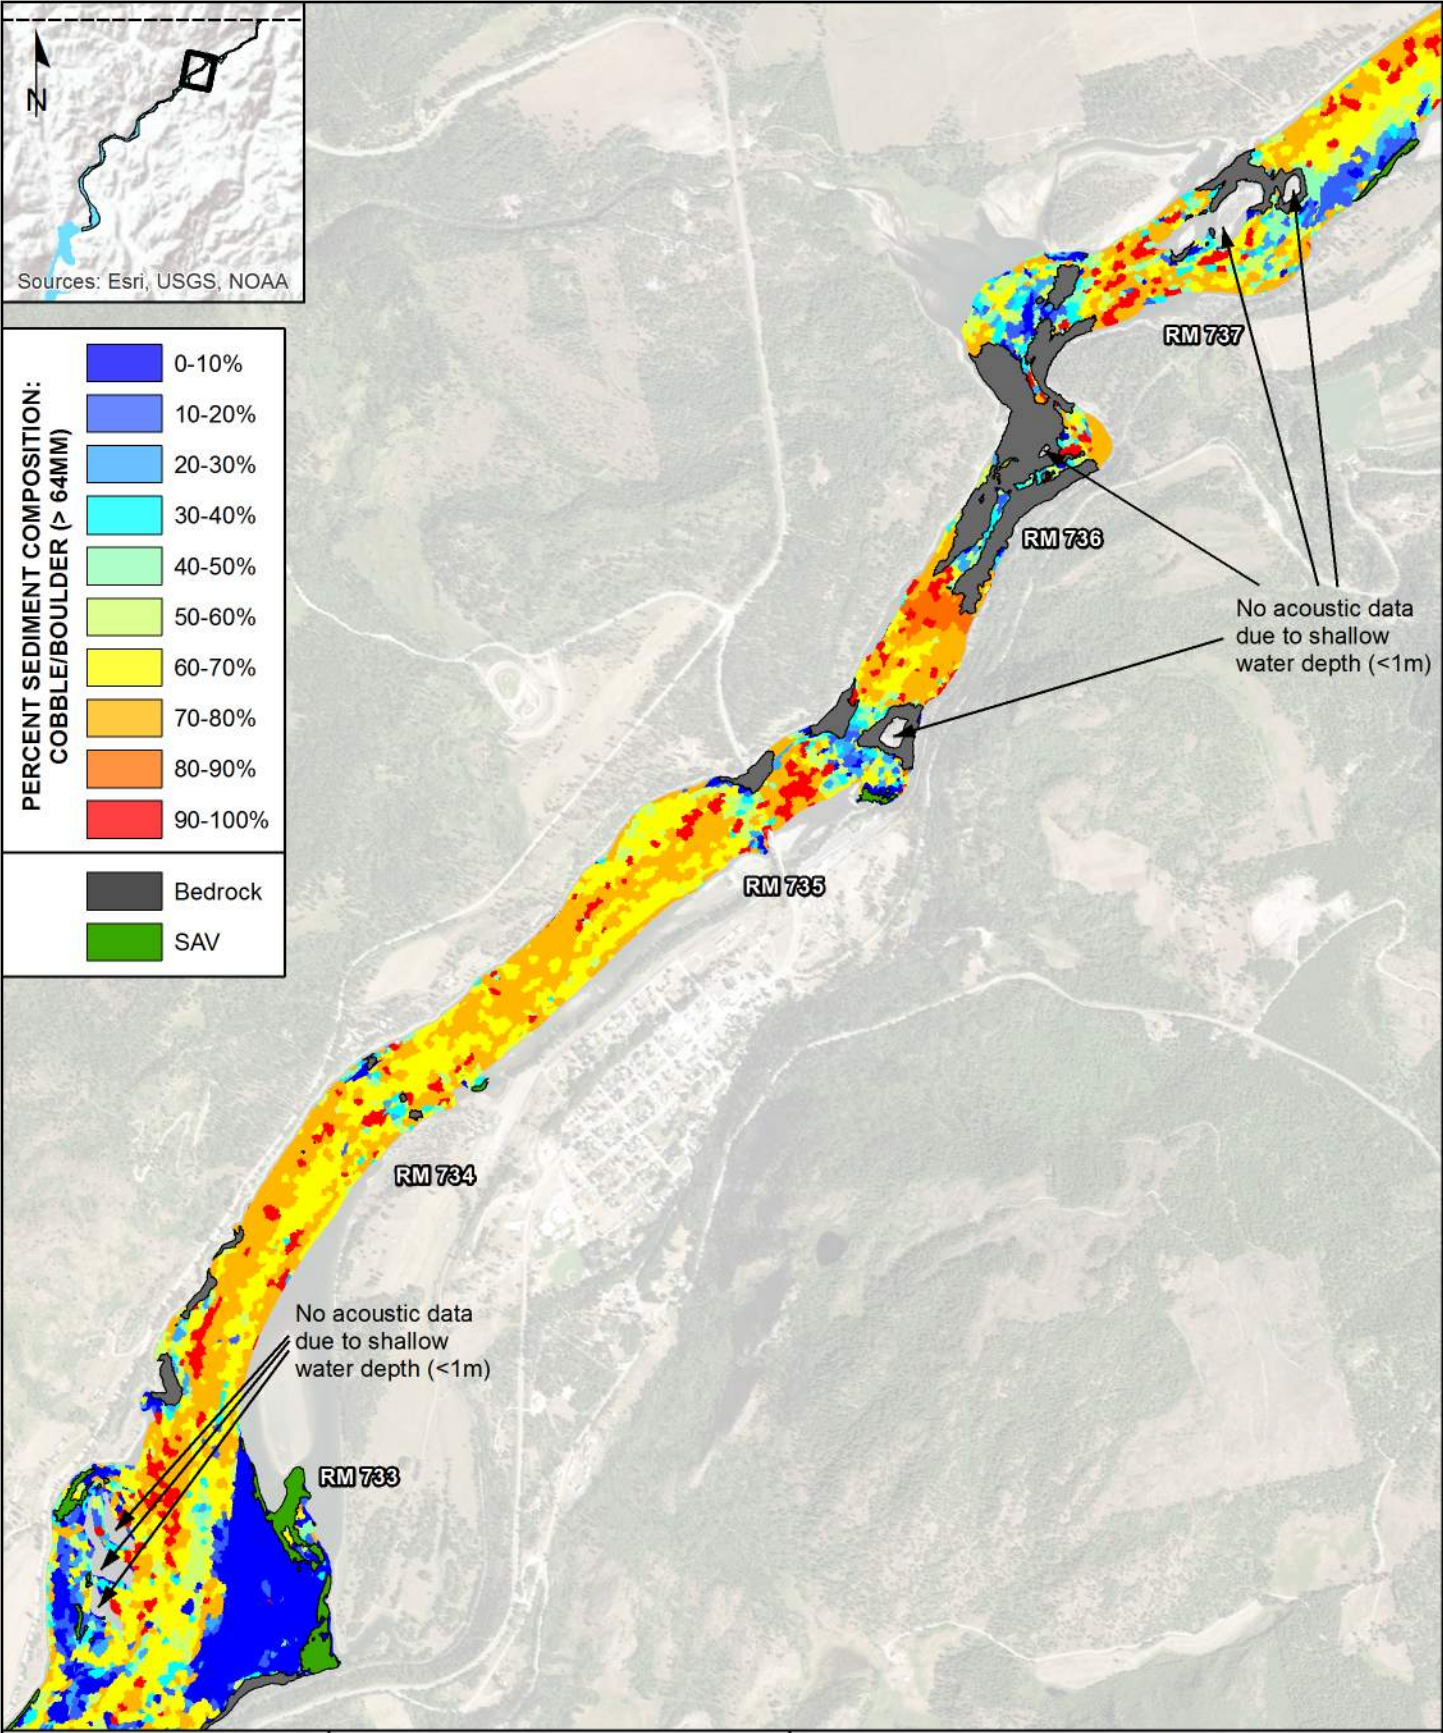 N
Sources: Esri, USGS, NOAA
PERCENT SEDIMENT COMPOSITION:
COBBLE/BOULDER (> 64MM)
0-10%
10-20%
20-30%
30-40%
40-50%
50-60%
60-70%
70-80%
80-90%
90-100%
Bedrock
SAV
RM 737
RM 736
No acoustic data
due to shallow
water depth (<1m)
RM 735
RM 734
No acoustic data
due to shallow
water depth (<1m)
RM 733